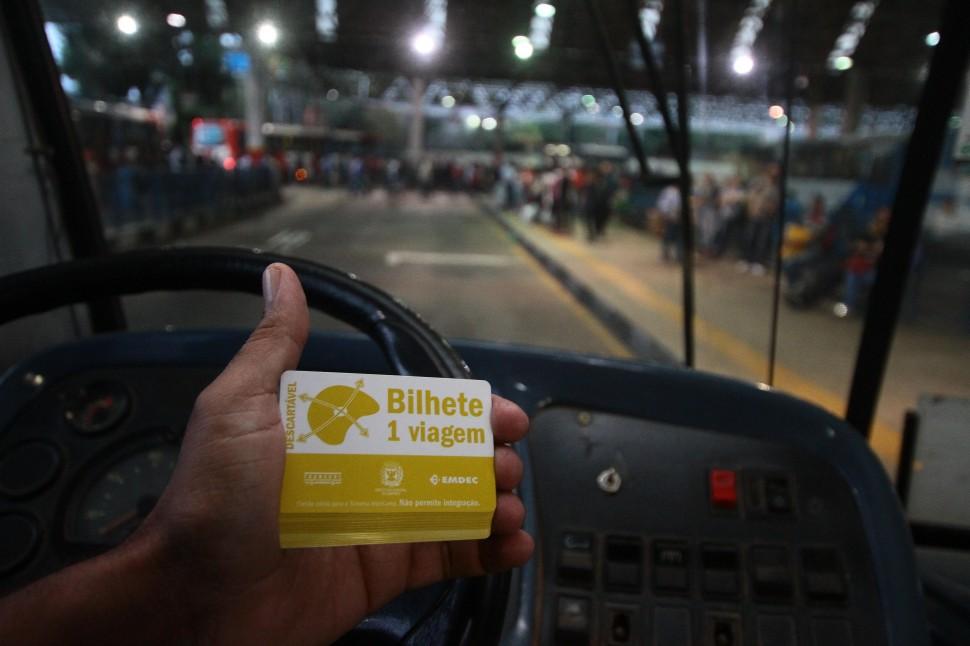 DESCARTÁVEL
Bilhete
1 viagem
EMDEC
Não permite integração.